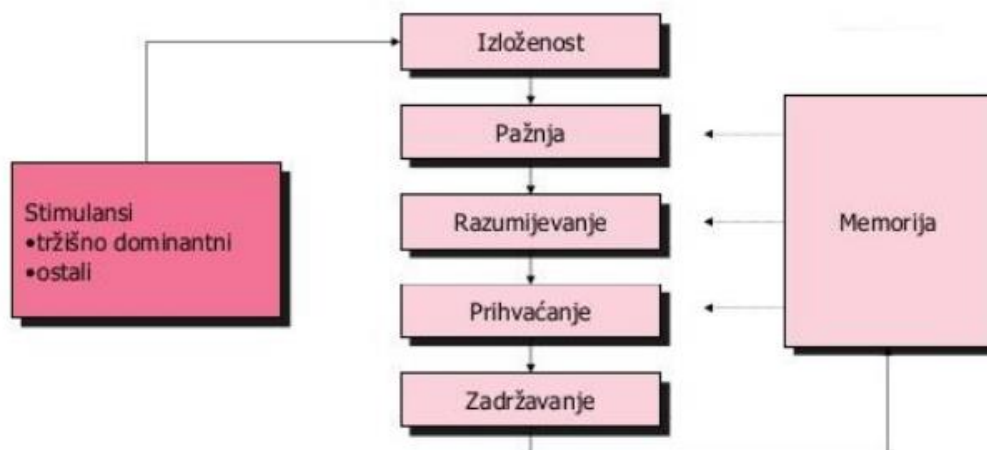 Izloženost
Pažnja
Stimulansi
•tržišno dominantni
•ostali
Razumijevanje
Memorija
Prihvaćanje
Zadržavanje